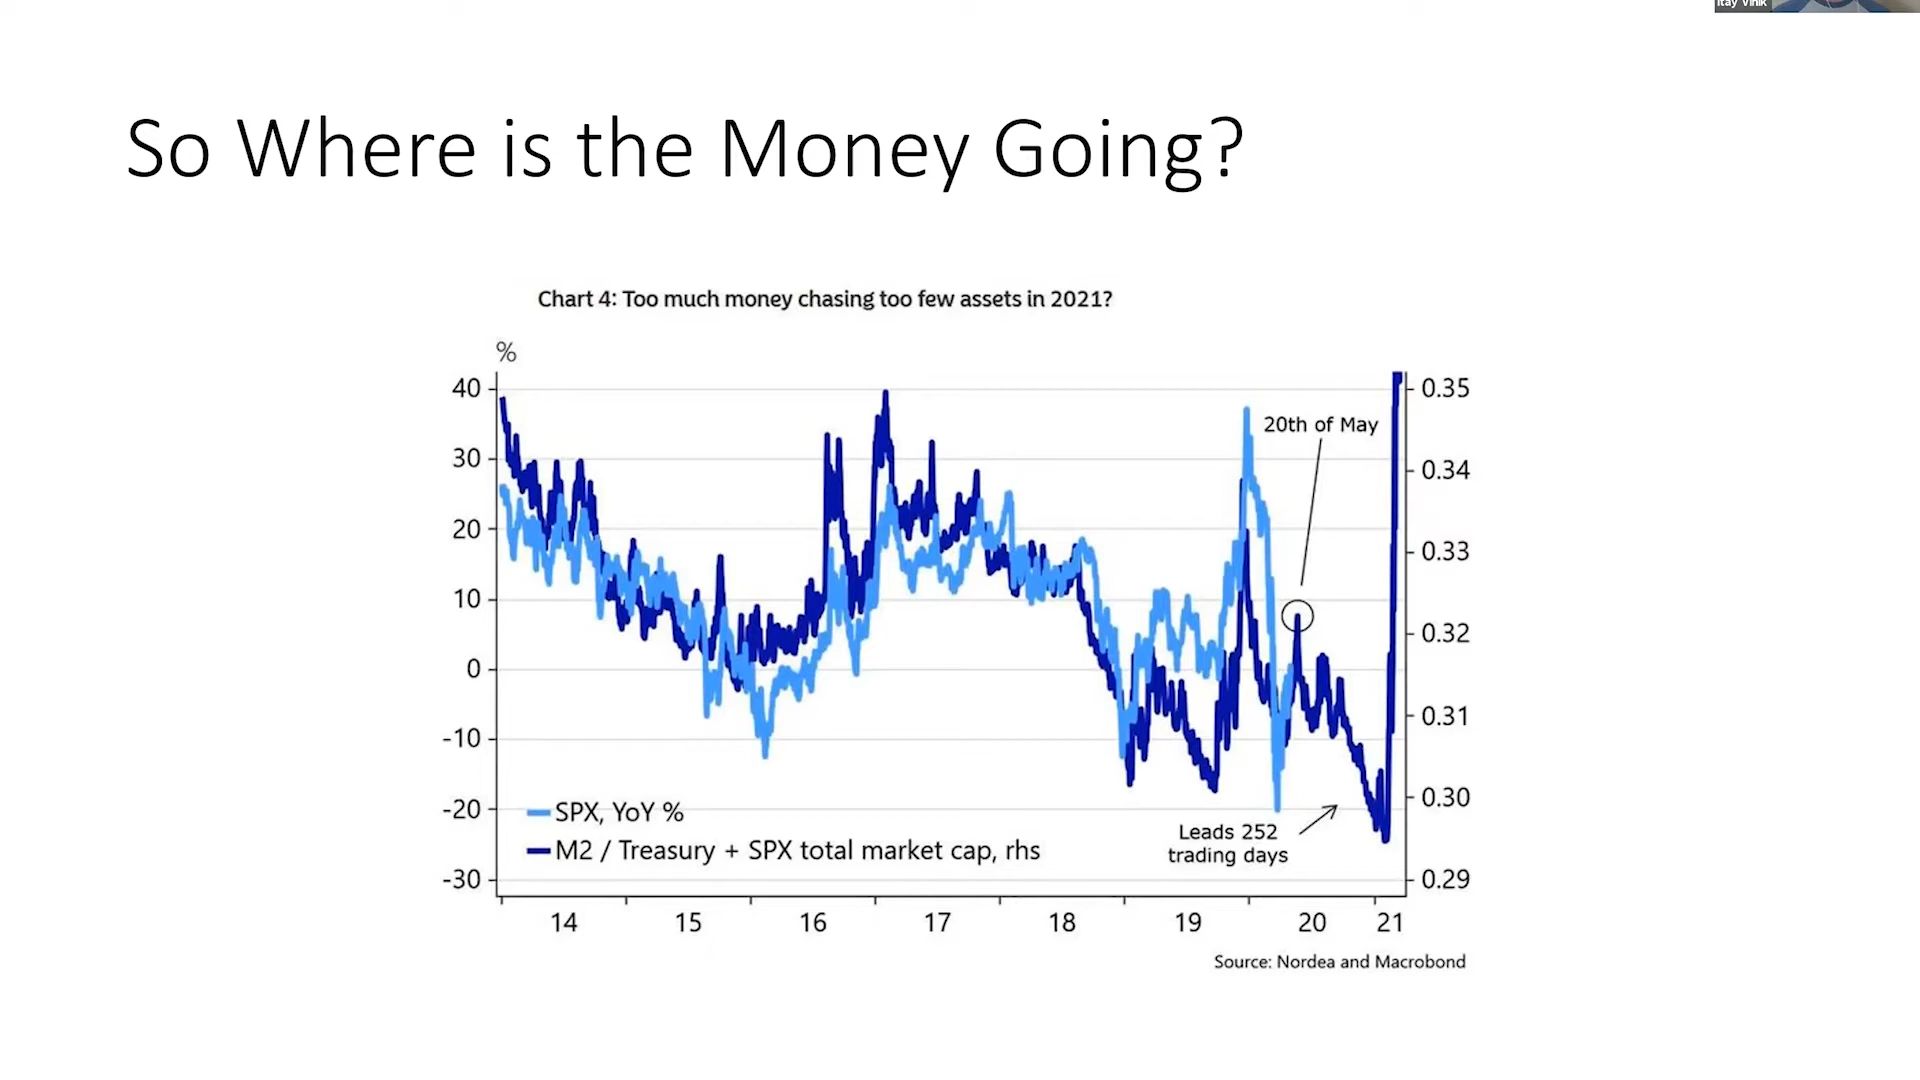 Itay Vinik
So Where is the Money Going?
Chart 4: Too much money chasing too few assets in 2021?
%
40
30
20
10
0
-10
-20
-30
0.35
0.34
0.33
0.32
0.31
0.30
0.29
20th of May
SPX, YoY %
M2 / Treasury + SPX total market cap, rhs
Leads 252
trading days
14 15 16 17 18 19 20 21
Source: Nordea and Macrobond